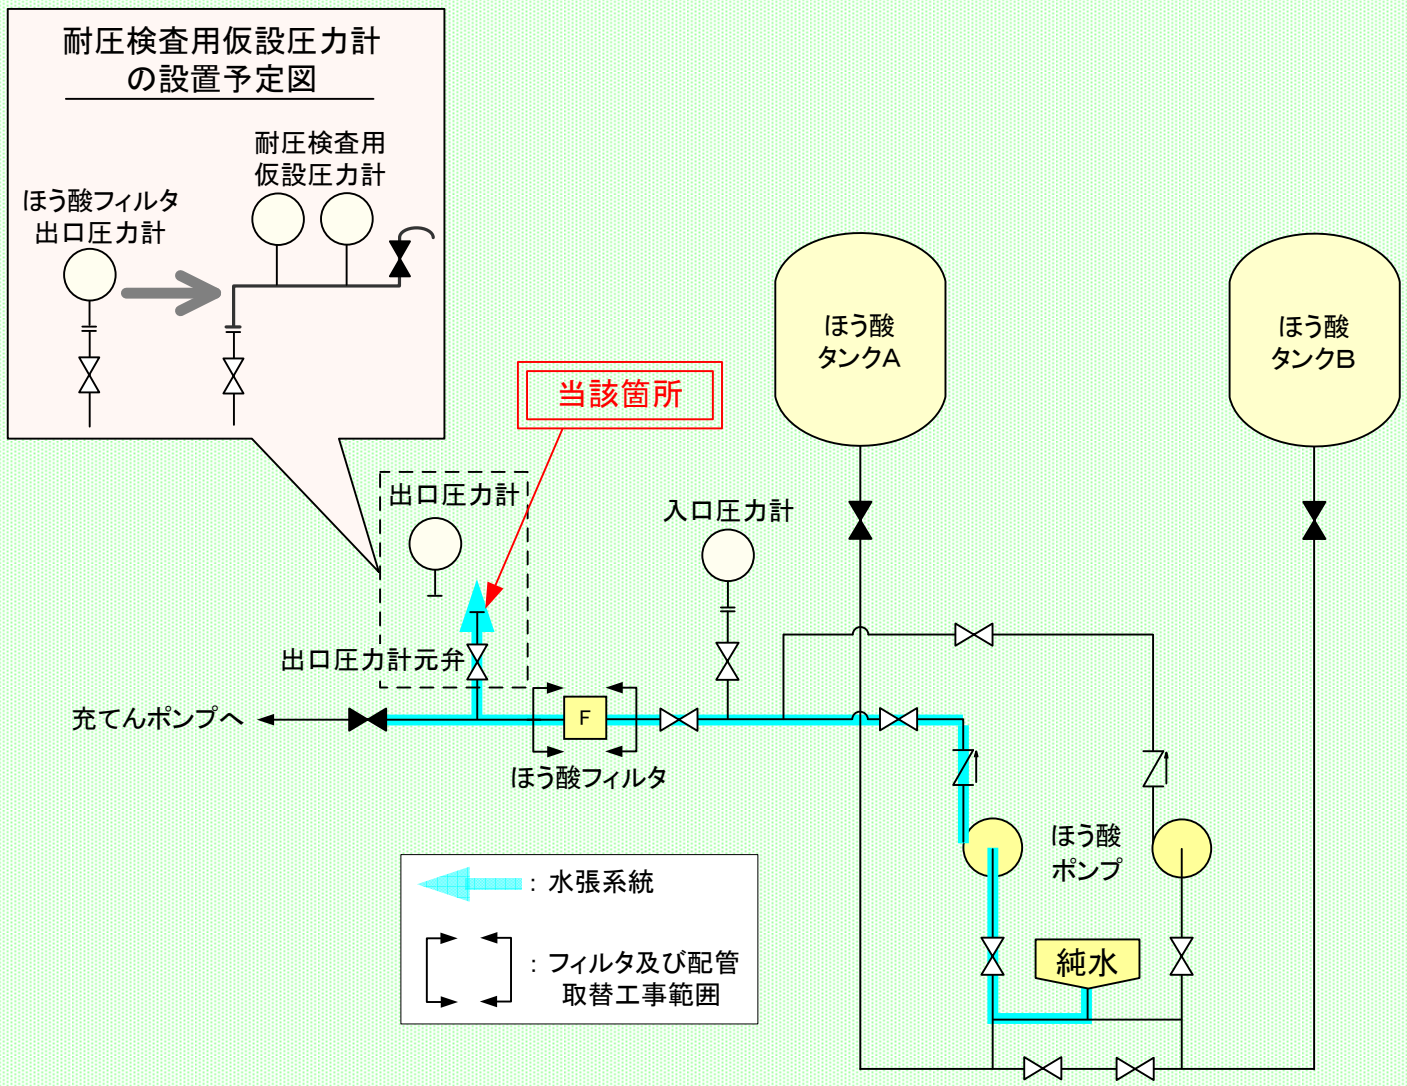 耐圧検査用仮設圧力計
の設置予定図
耐圧検査用
仮設圧力計
ほう酸フィルタ
出口圧力計
ほう酸
タンクA
ほう酸
タンクB
当該箇所
出口圧力計
入口圧力計
出口圧力計元弁
充てんポンプへ
F
ほう酸フィルタ
ほう酸
ポンプ
：水張系統
純水
：フィルタ及び配管
取替工事範囲